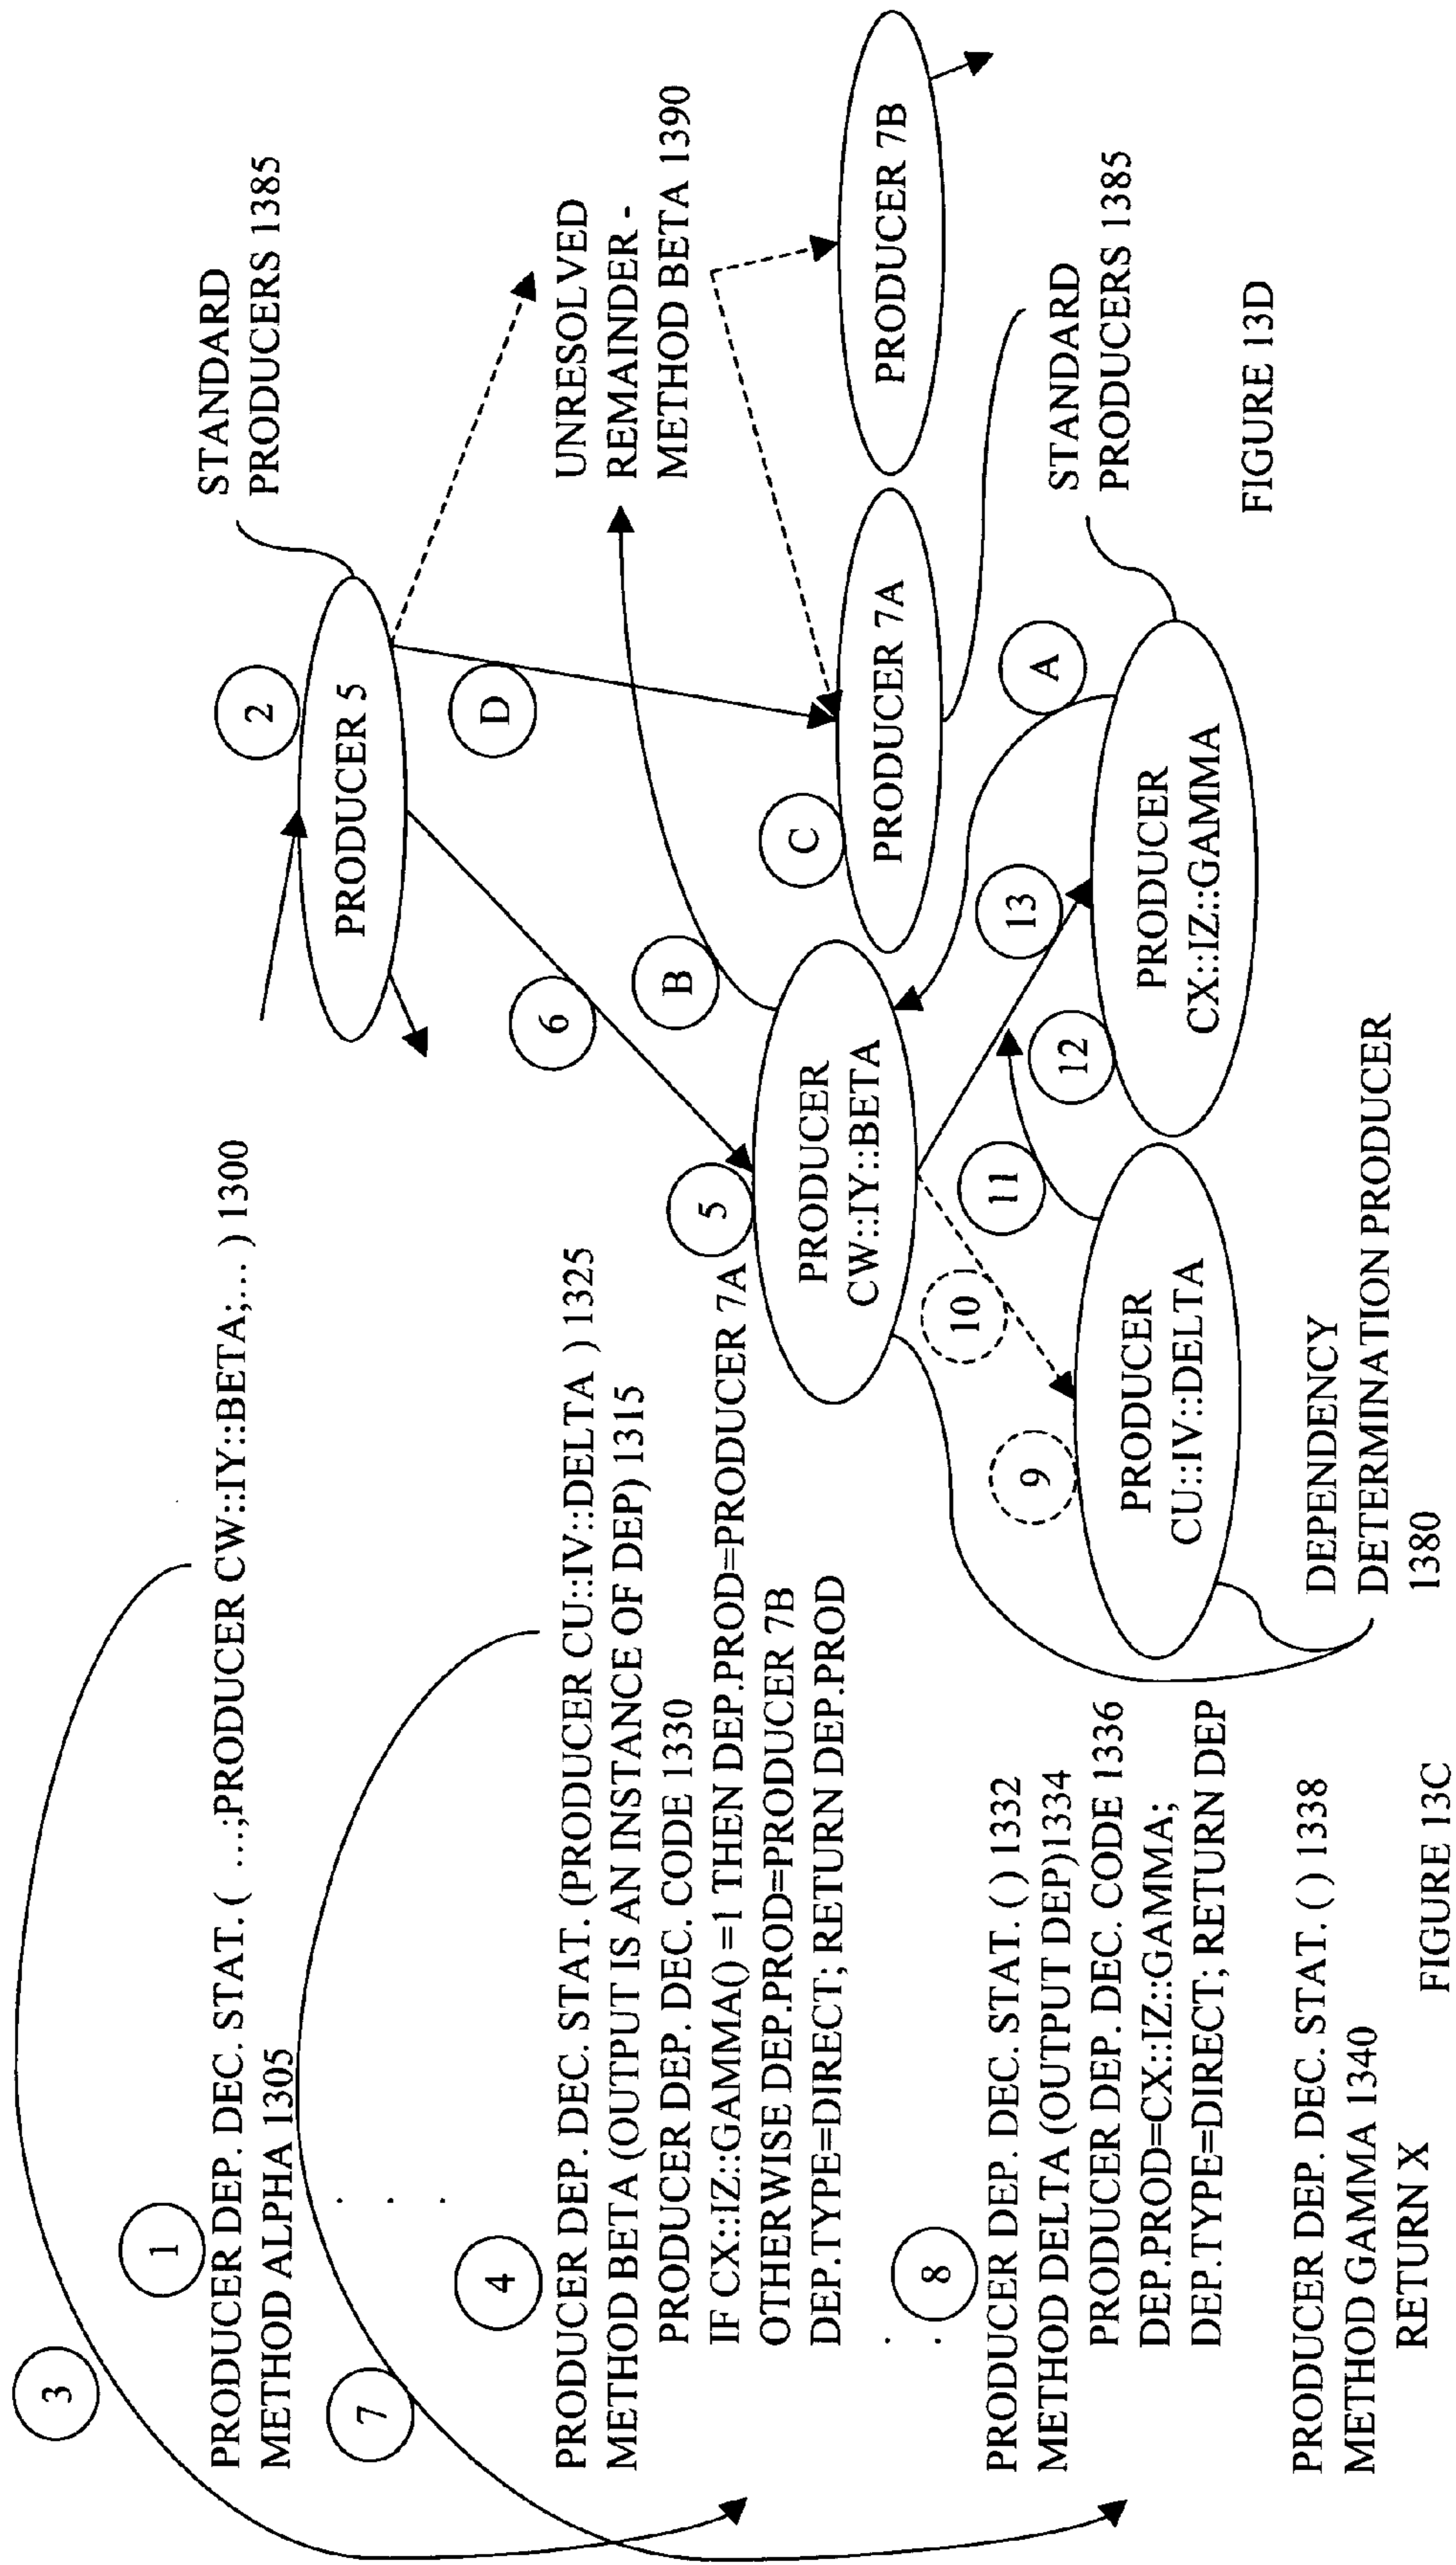 3
1
PRODUCER DEP. DEC. STAT. ( ...;PRODUCER CW::IY::BETA;... ) 1300
METHOD ALPHA 1305
7
4
PRODUCER DEP. DEC. STAT. (PRODUCER CU::IV::DELTA ) 1325
METHOD BETA (OUTPUT IS AN INSTANCE OF DEP) 1315
PRODUCER DEP. DEC. CODE 1330
IF CX::IZ::GAMMA() =1 THEN DEP.PROD=PRODUCER 7A
OTHERWISE DEP.PROD=PRODUCER 7B
DEP.TYPE=DIRECT; RETURN DEP.PROD
8
PRODUCER DEP. DEC. STAT. ( ) 1332
METHOD DELTA (OUTPUT DEP)1334
PRODUCER DEP. DEC. CODE 1336
DEP.PROD=CX::IZ::GAMMA;
DEP.TYPE=DIRECT; RETURN DEP
PRODUCER DEP. DEC. STAT. ( ) 1338
METHOD GAMMA 1340
RETURN X
FIGURE 13C
STANDARD
PRODUCERS 1385
2
PRODUCER 5
D
6
UNRESOLVED
REMAINDER -
METHOD BETA 1390
B
5
PRODUCER
CW::IY::BETA
C
PRODUCER 7A
PRODUCER 7B
10
11
13
A
9
12
PRODUCER
CU::IV::DELTA
PRODUCER
CX::IZ::GAMMA
STANDARD
PRODUCERS 1385
DEPENDENCY
DETERMINATION PRODUCER
1380
FIGURE 13D